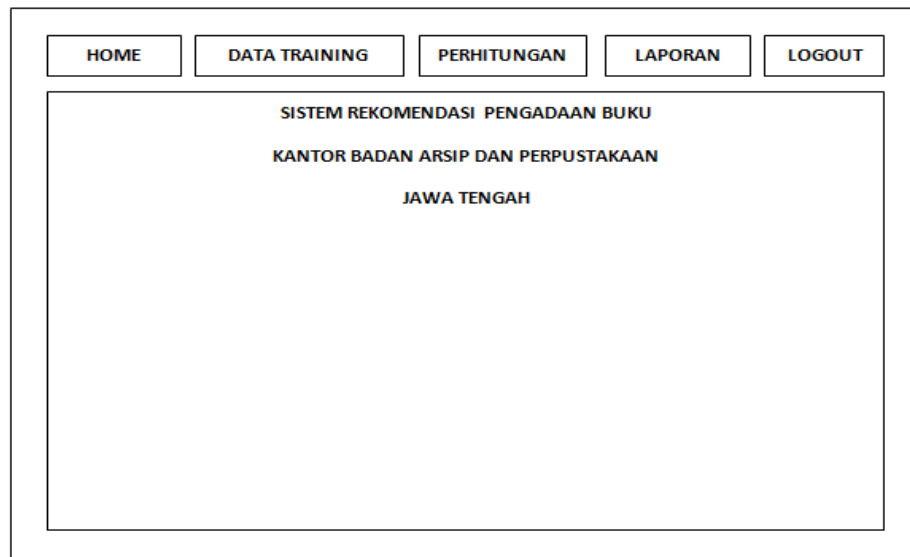 HOME DATA TRAINING PERHITUNGAN LAPORAN LOGOUT
SISTEM REKOMENDASI PENGADAAN BUKU
KANTOR BADAN ARSIP DAN PERPUSTAKAAN
JAWA TENGAH